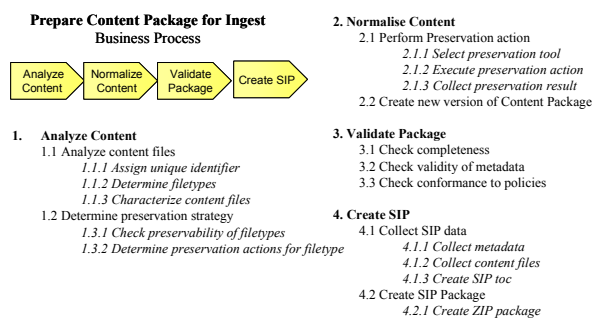 Prepare Content Package for Ingest
Business Process
Analyze
Content
Normalize
Content
Validate
Package
Create SIP
1. Analyze Content
1.1 Analyze content files
1.1.1 Assign unique identifier
1.1.2 Determine filetypes
1.1.3 Characterize content files
1.2 Determine preservation strategy
1.3.1 Check preservability of filetypes
1.3.2 Determine preservation actions for filetype
2. Normalise Content
2.1 Perform Preservation action
2.1.1 Select preservation tool
2.1.2 Execute preservation action
2.1.3 Collect preservation result
2.2 Create new version of Content Package
3. Validate Package
3.1 Check completeness
3.2 Check validity of metadata
3.3 Check conformance to policies
4. Create SIP
4.1 Collect SIP data
4.1.1 Collect metadata
4.1.2 Collect content files
4.1.3 Create SIP toc
4.2 Create SIP Package
4.2.1 Create ZIP package